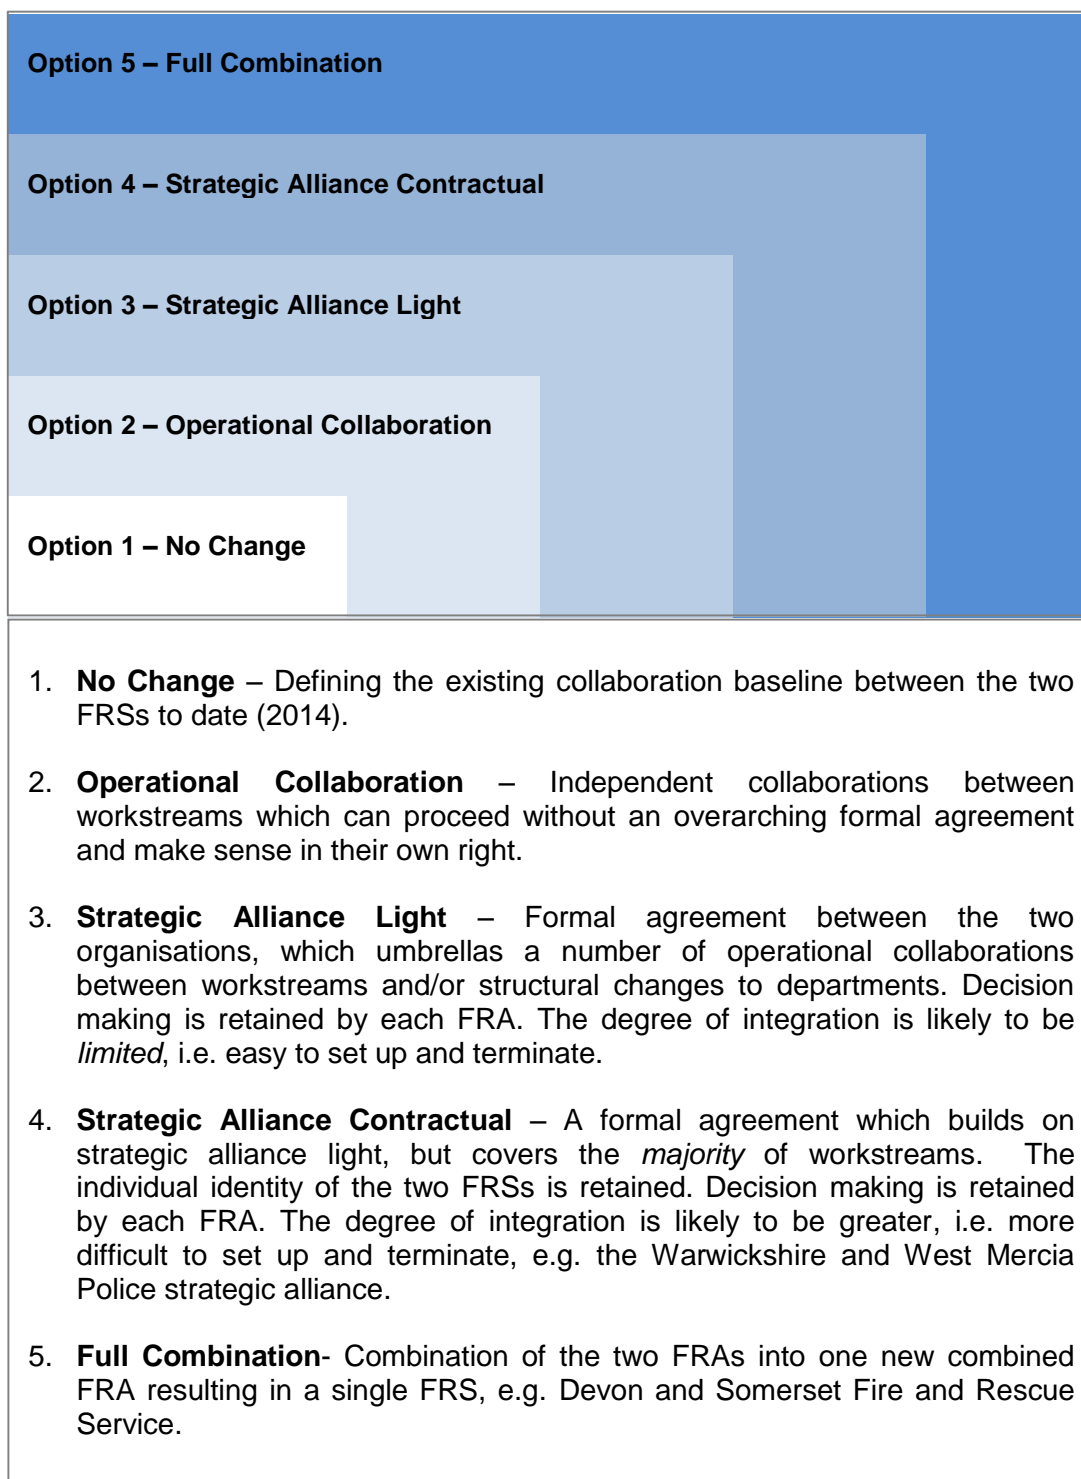 Option 5 – Full Combination
Option 4 – Strategic Alliance Contractual
Option 3 – Strategic Alliance Light
Option 2 – Operational Collaboration
Option 1 – No Change
1. No Change – Defining the existing collaboration baseline between the two
FRSs to date (2014).
2. Operational Collaboration – Independent collaborations between
workstreams which can proceed without an overarching formal agreement
and make sense in their own right.
3. Strategic Alliance Light – Formal agreement between the two
organisations, which umbrellas a number of operational collaborations
between workstreams and/or structural changes to departments. Decision
making is retained by each FRA. The degree of integration is likely to be
limited, i.e. easy to set up and terminate.
4. Strategic Alliance Contractual – A formal agreement which builds on
strategic alliance light, but covers the majority of workstreams. The
individual identity of the two FRSs is retained. Decision making is retained
by each FRA. The degree of integration is likely to be greater, i.e. more
difficult to set up and terminate, e.g. the Warwickshire and West Mercia
Police strategic alliance.
5. Full Combination- Combination of the two FRAs into one new combined
FRA resulting in a single FRS, e.g. Devon and Somerset Fire and Rescue
Service.